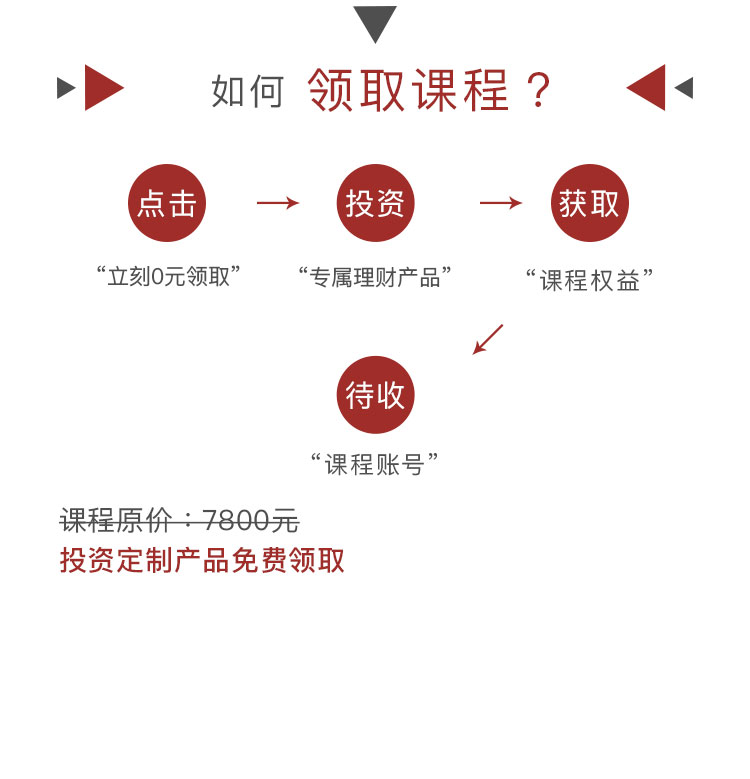 如何 领取课程？
点击 投资 获取
“立刻0元领取” “专属理财产品” “课程权益”
待收
“课程账号”
课程原价：7800元
投资定制产品免费领取